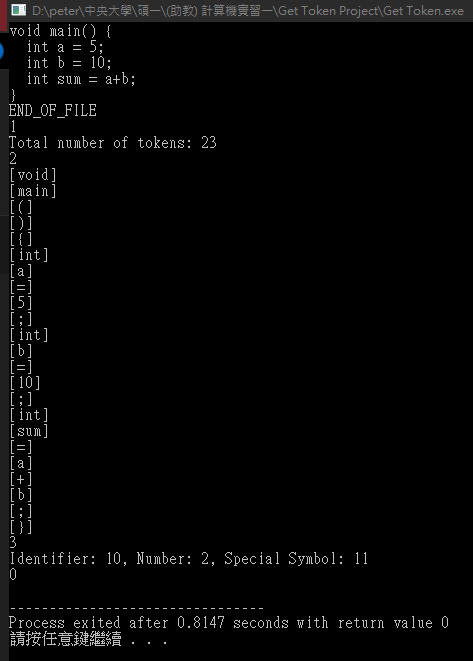 D:\peter\中央大學\碩一\(助教) 計算機實習一\Get Token Project\Get Token.exe
void main() {
  int a = 5;
  int b = 10;
  int sum = a+b;
}
END_OF_FILE
1
Total number of tokens: 23
2
[void]
[main]
[(]
[)]
[{]
[int]
[a]
[=]
[5]
[;]
[int]
[b]
[=]
[10]
[;]
[int]
[sum]
[=]
[a]
[+]
[b]
[;]
[}]
3
Identifier: 10, Number: 2, Special Symbol: 11
0
--------------------------------
Process exited after 0.8147 seconds with return value 0
請按任意鍵繼續 . . .